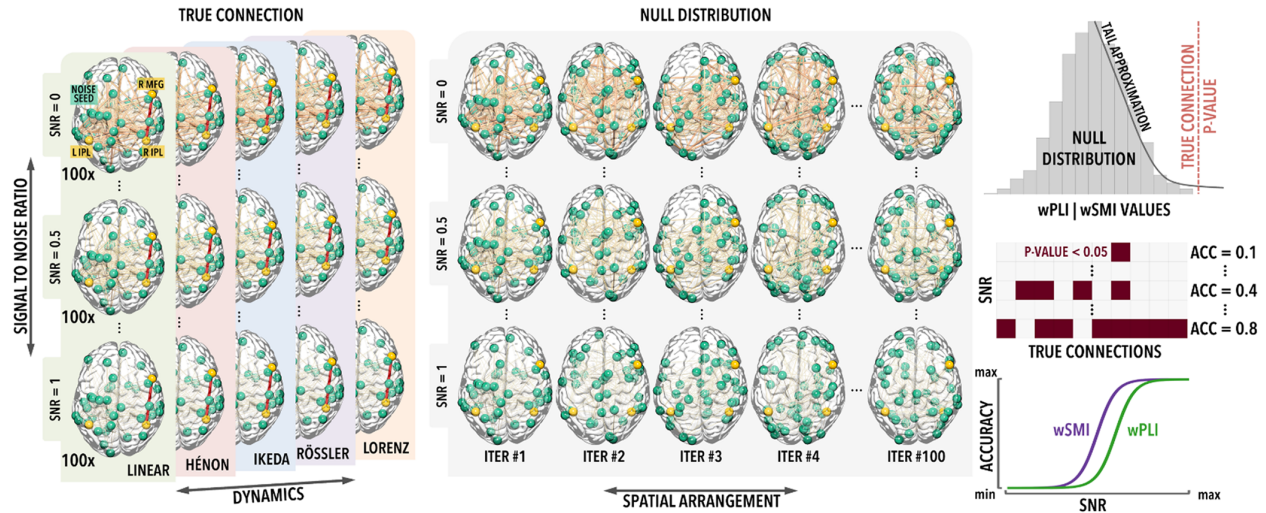 TRUE CONNECTION
SIGNAL TO NOISE RATIO
SNR = 0
NOISE
SEED
R MFG
L IPL
R IPL
100x
SNR = 0.5
100x
SNR = 1
100x
LINEAR
HÉNON
IKEDA
RÖSSLER
LORENZ
DYNAMICS
NULL DISTRIBUTION
SNR = 0
...
SNR = 0.5
...
SNR = 1
...
ITER #1
ITER #2
ITER #3
ITER #4
ITER #100
SPATIAL ARRANGEMENT
TAIL APPROXIMATION
NULL
DISTRIBUTION
TRUE CONNECTION
P-VALUE
wPLI | wSMI VALUES
SNR
P-VALUE < 0.05
ACC = 0.1
ACC = 0.4
ACC = 0.8
TRUE CONNECTIONS
max
ACCURACY
wSMI
wPLI
min
SNR
max